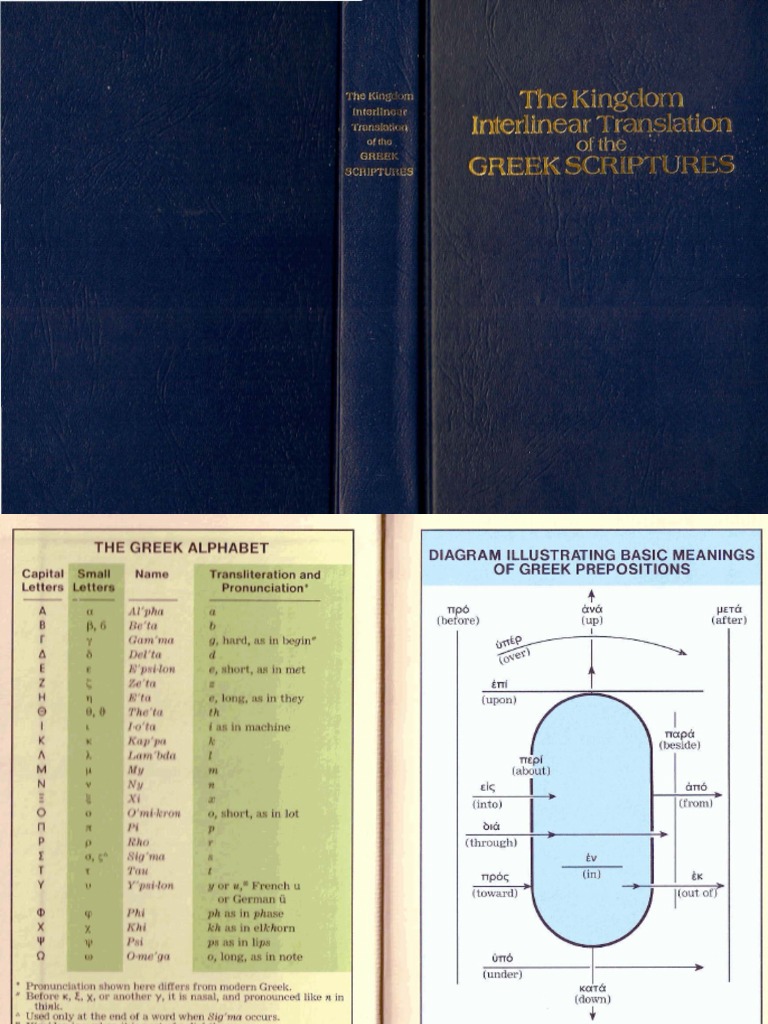 The Kingdom
Interlinear
Translation
of the
GREEK
SCRIPTURES
The Kingdom
Interlinear Translation
of the
GREEK SCRIPTURES
THE GREEK ALPHABET
Capital Letters Small Letters Name Transliteration and Pronunciation*
Α α Al′pha a
Β β, ϐ Be′ta b
Γ γ Gam′ma g, hard, as in begin#
Δ δ Del′ta d
Ε ε E′psi·lon e, short, as in met
Ζ ζ Ze′ta z
Η η E′ta e, long, as in they
Θ θ, ϑ The′ta th
Ι ι I·o′ta i as in machine
Κ κ Kap′pa k
Λ λ Lam′bda l
Μ μ My m
Ν ν Ny n
Ξ ξ Xi x
Ο ο O′mi·kron o, short, as in lot
Π π Pi p
Ρ ρ Rho r
Σ σ, ς^ Sig′ma s
Τ τ Tau t
Υ υ Y′psi·lon y or u, French u
or German ü
Φ φ Phi ph as in phase
Χ χ Khi kh as in elkhorn
Ψ ψ Psi ps as in lips
Ω ω O·me′ga o, long, as in note
* Pronunciation shown here differs from modern Greek.
# Before κ, ξ, χ, or another γ, it is nasal, and pronounced like n in
think.
^ Used only at the end of a word when Sig′ma occurs.
DIAGRAM ILLUSTRATING BASIC MEANINGS
OF GREEK PREPOSITIONS
πρό
(before)
ἀνά
(up)
μετά
(after)
ὑπέρ
(over)
ἐπί
(upon)
παρά
(beside)
περί
(about)
εἰς
(into)
ἀπό
(from)
διά
(through)
ἐν
(in)
πρός
(toward)
ἐκ
(out of)
ὑπό
(under)
κατά
(down)